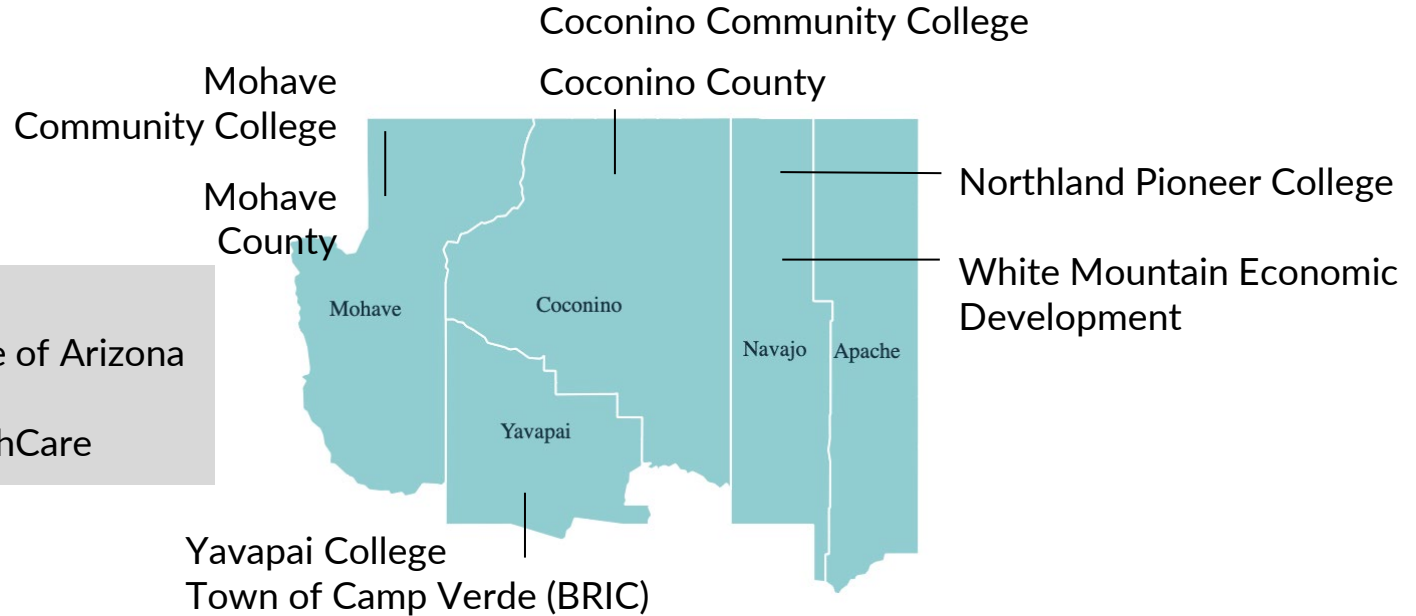 Coconino Community College
Coconino County
Mohave
Community College
Mohave
County
Northland Pioneer College
White Mountain Economic
Development
Mohave
Coconino
Navajo
Apache
Yavapai
of Arizona
Yavapai College
Town of Camp Verde (BRIC)